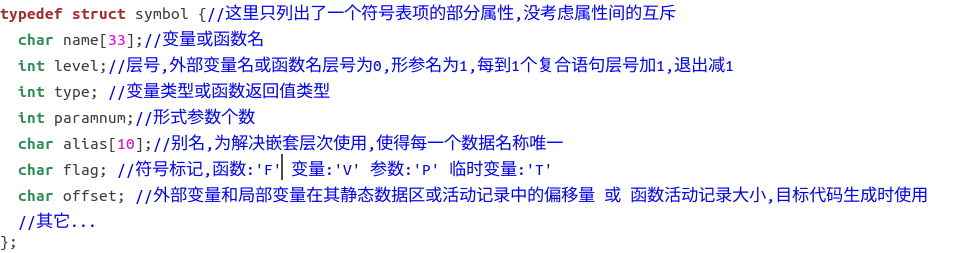 typedef struct symbol {//这里只列出了一个符号表项的部分属性,没考虑属性间的互斥
char name[33];//变量或函数名
int level;//层号,外部变量名或函数名层号为0,形参名为1,每到1个复合语句层号加1,退出减1
int type; //变量类型或函数返回值类型
int paramnum;//形式参数个数
char alias[10];//别名,为解决嵌套层次使用,使得每一个数据名称唯一
char flag; //符号标记,函数:'F' 变量:'V' 参数:'P' 临时变量:'T'
char offset; //外部变量和局部变量在其静态数据区或活动记录中的偏移量 或 函数活动记录大小,目标代码生成时使用
//其它...
};